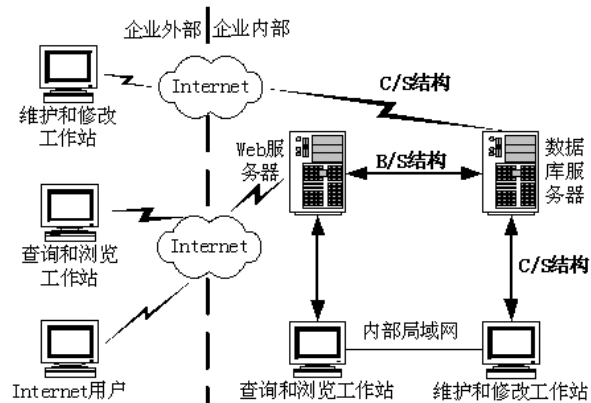 企业外部
企业内部
Internet
C/S结构
维护和修改
工作站
Web服
务器
B/S结构
数据
库服
务器
Internet
查询和浏览
工作站
C/S结构
内部局域网
Internet用户
查询和浏览工作站
维护和修改工作站